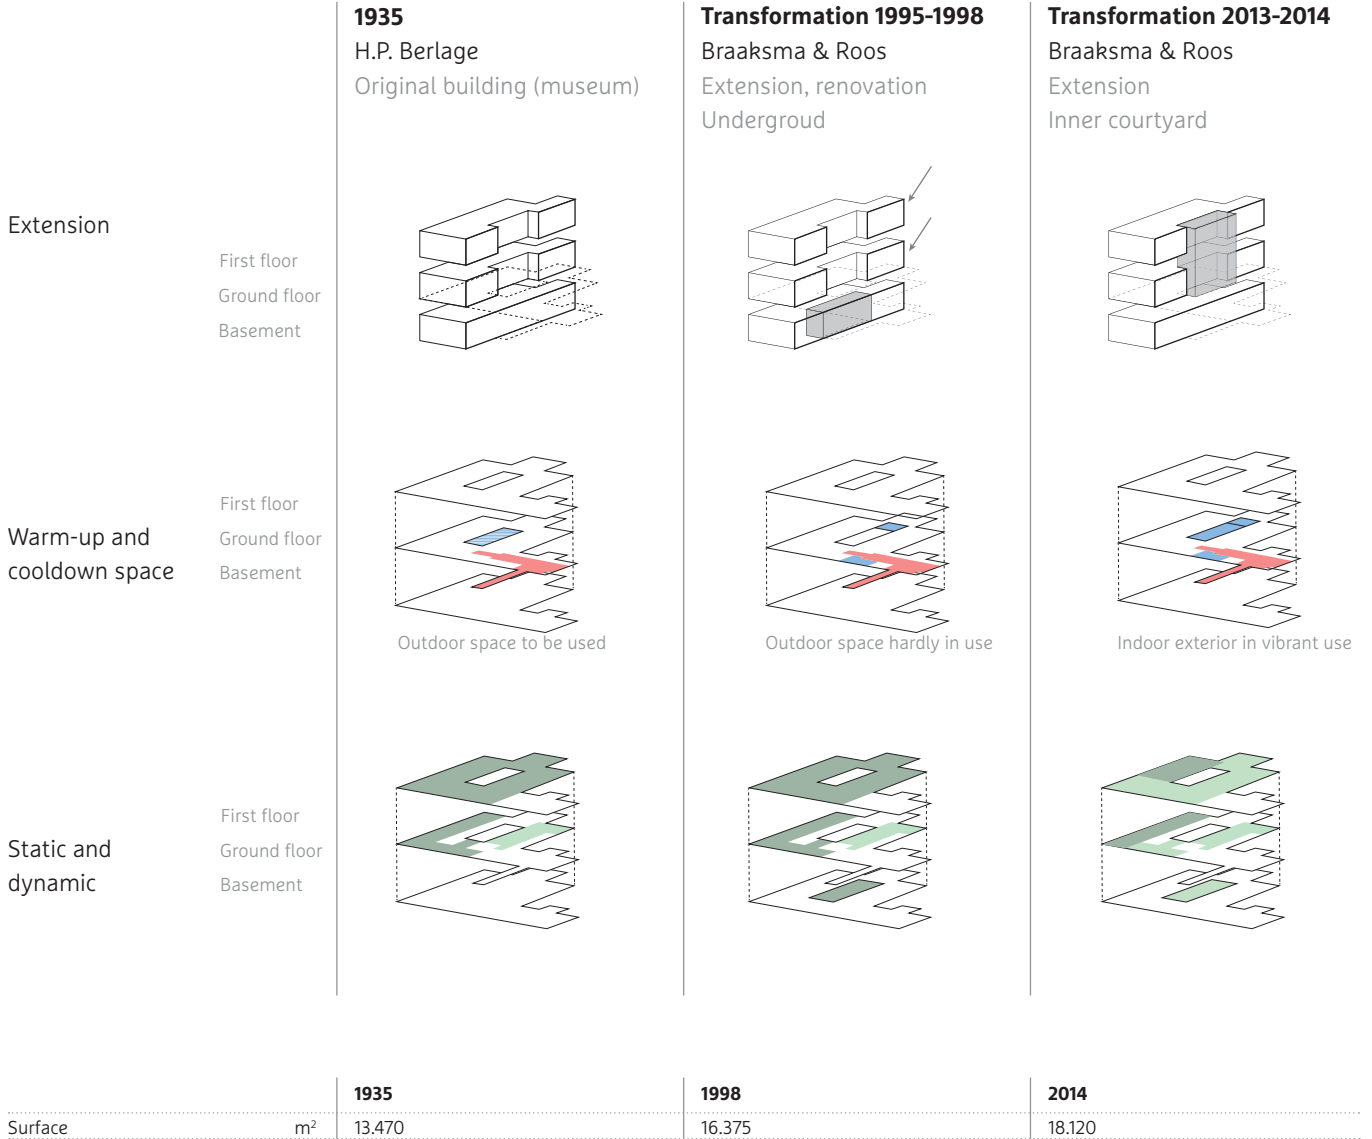 1935
H.P. Berlage
Original building (museum)
Transformation 1995-1998
Braaksma & Roos
Extension, renovation
Undergroud
Transformation 2013-2014
Braaksma & Roos
Extension
Inner courtyard
Extension
First floor
Ground floor
Basement
Warm-up and
cooldown space
First floor
Ground floor
Basement
Outdoor space to be used
Outdoor space hardly in use
Indoor exterior in vibrant use
Static and
dynamic
First floor
Ground floor
Basement
1935
1998
2014
Surface m² 13.470 16.375 18.120